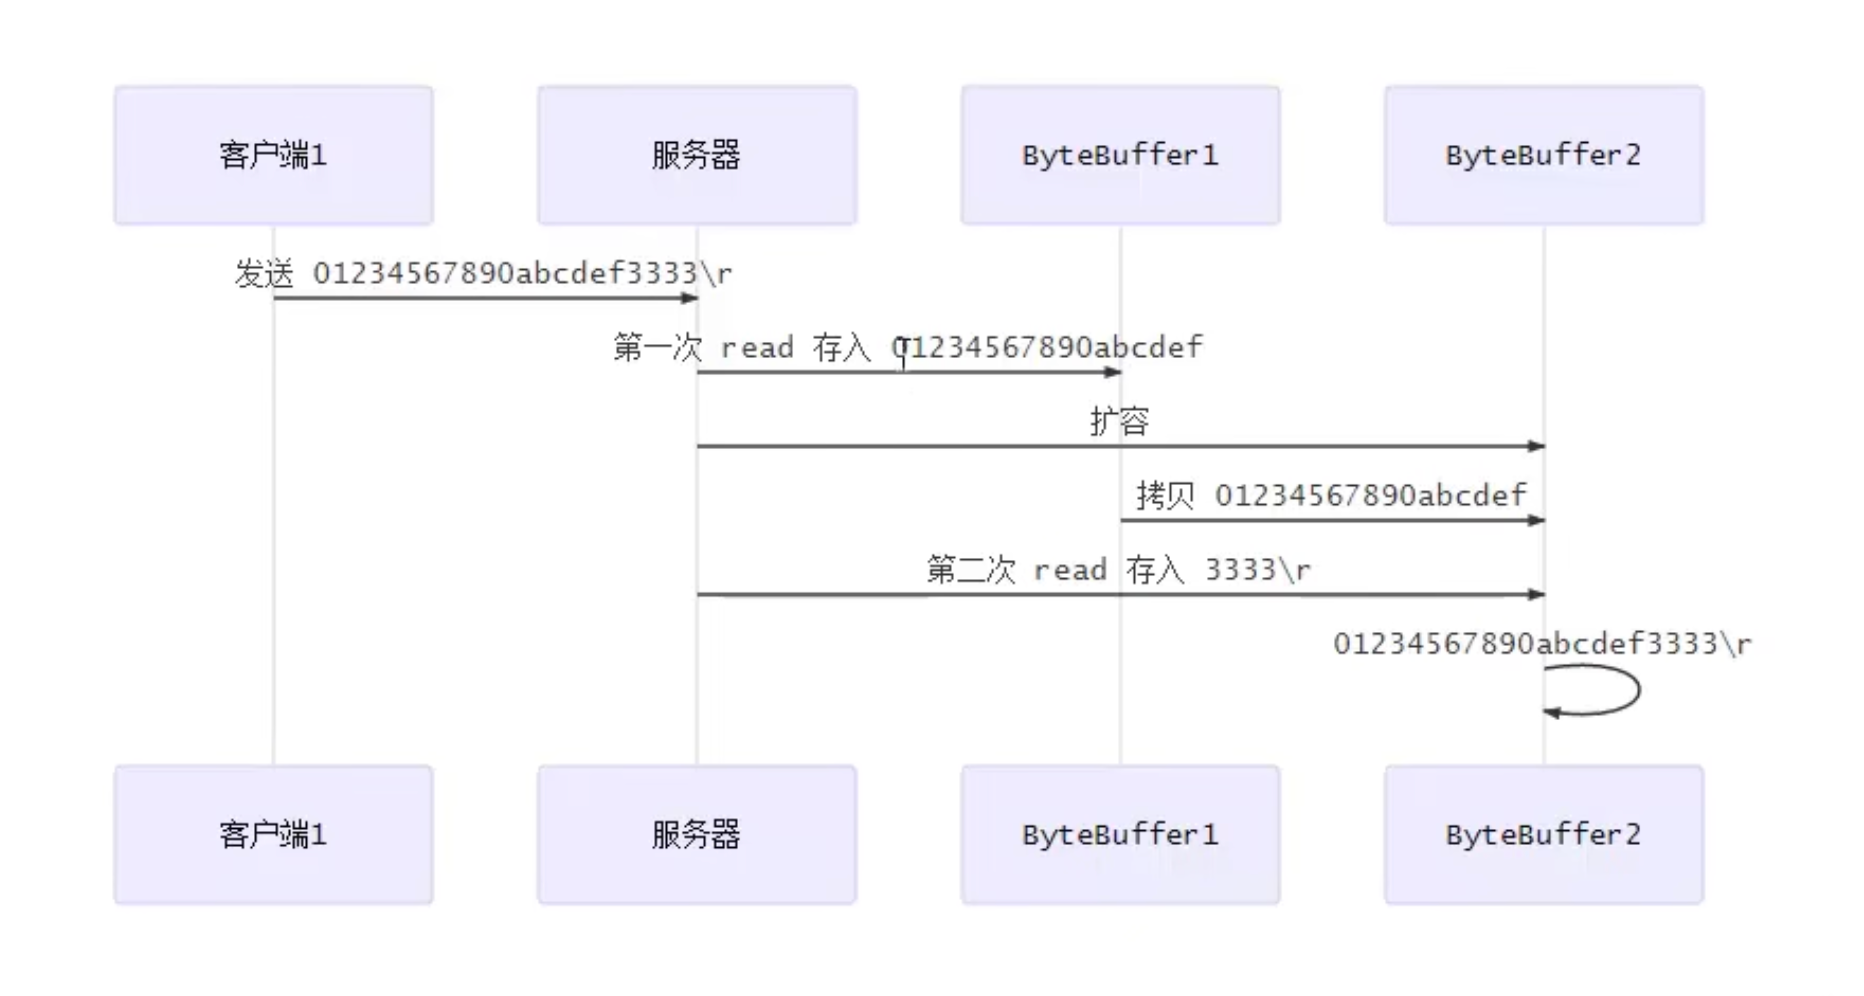 客户端1
服务器
ByteBuffer1
ByteBuffer2
发送 01234567890abcdef3333\r
第一次 read 存入 01234567890abcdef
扩容
拷贝 01234567890abcdef
第二次 read 存入 3333\r
01234567890abcdef3333\r
客户端1
服务器
ByteBuffer1
ByteBuffer2